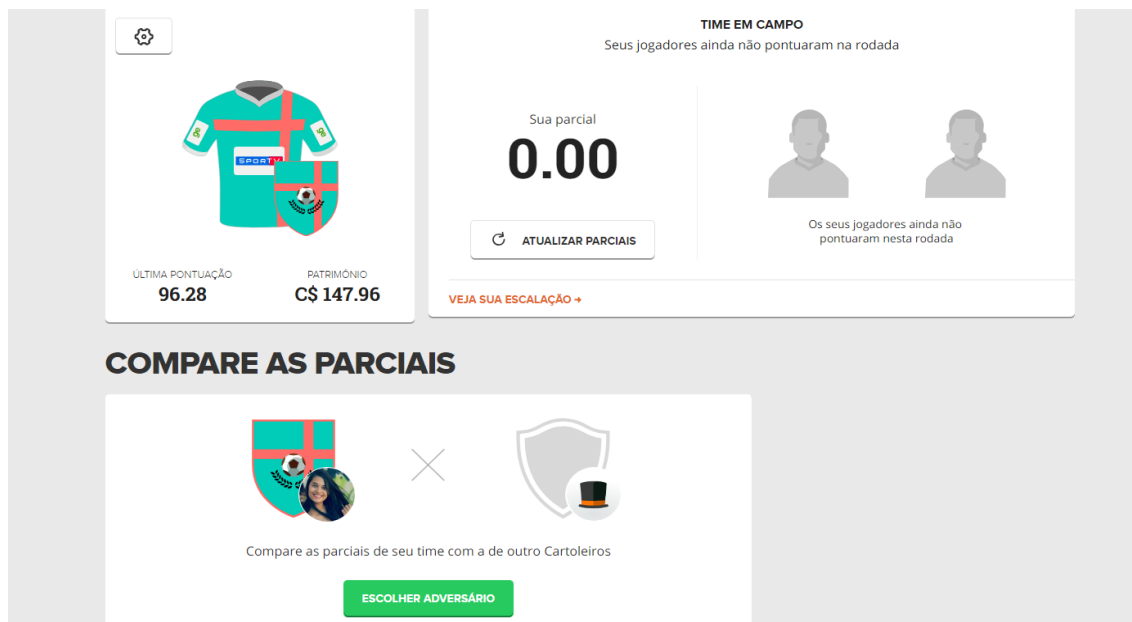 TIME EM CAMPO
Seus jogadores ainda não pontuaram na rodada
ge
ge
SPORTV
ÚLTIMA PONTUAÇÃO
PATRIMÔNIO
96.28
C$ 147.96
Sua parcial
0.00
ATUALIZAR PARCIAIS
Os seus jogadores ainda não
pontuaram nesta rodada
VEJA SUA ESCALAÇÃO →
COMPARE AS PARCIAIS
Compare as parciais de seu time com a de outro Cartoleiros
ESCOLHER ADVERSÁRIO